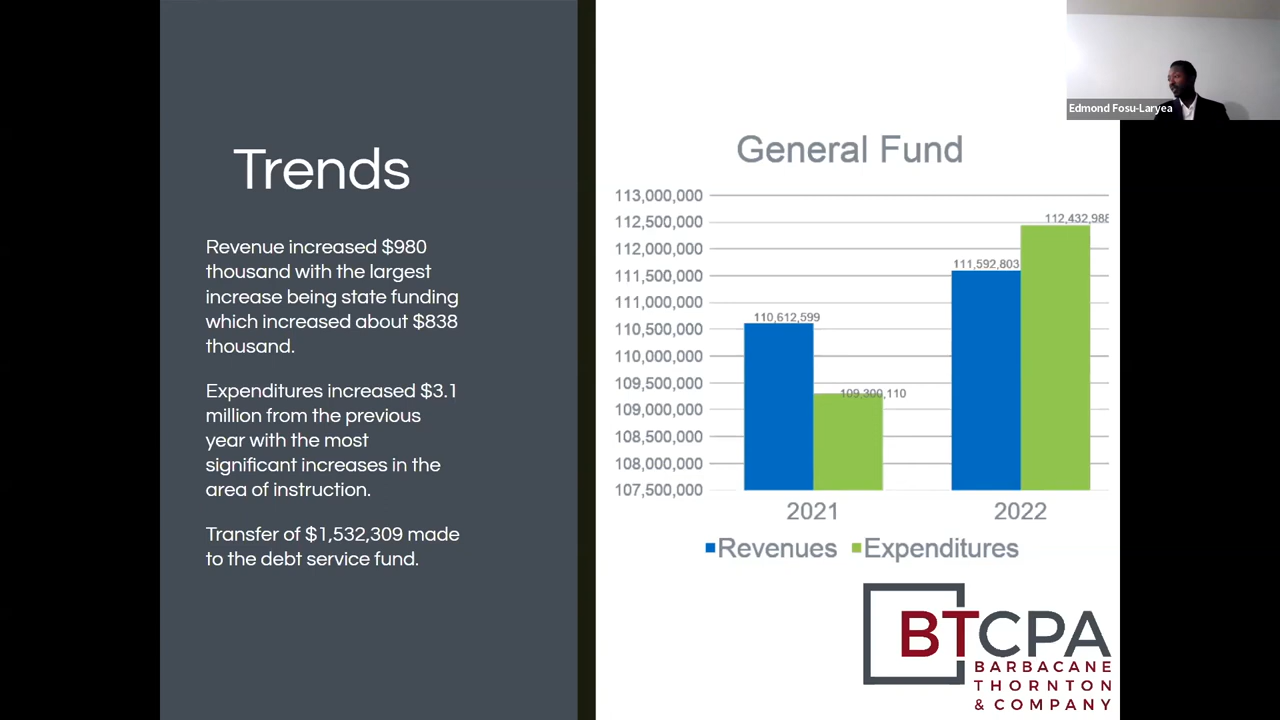 Edmond Fosu-Laryea
Trends
Revenue increased $980
thousand with the largest
increase being state funding
which increased about $838
thousand.
Expenditures increased $3.1
million from the previous
year with the most
significant increases in the
area of instruction.
Transfer of $1,532,309 made
to the debt service fund.
General Fund
113,000,000
112,500,000
112,000,000
111,500,000
111,000,000
110,500,000
110,000,000
109,500,000
109,000,000
108,500,000
108,000,000
107,500,000
110,612,599
109,300,110
111,592,803
112,432,988
2021
2022
Revenues
Expenditures
BTCPA
BARBACANE
THORNTON
& COMPANY